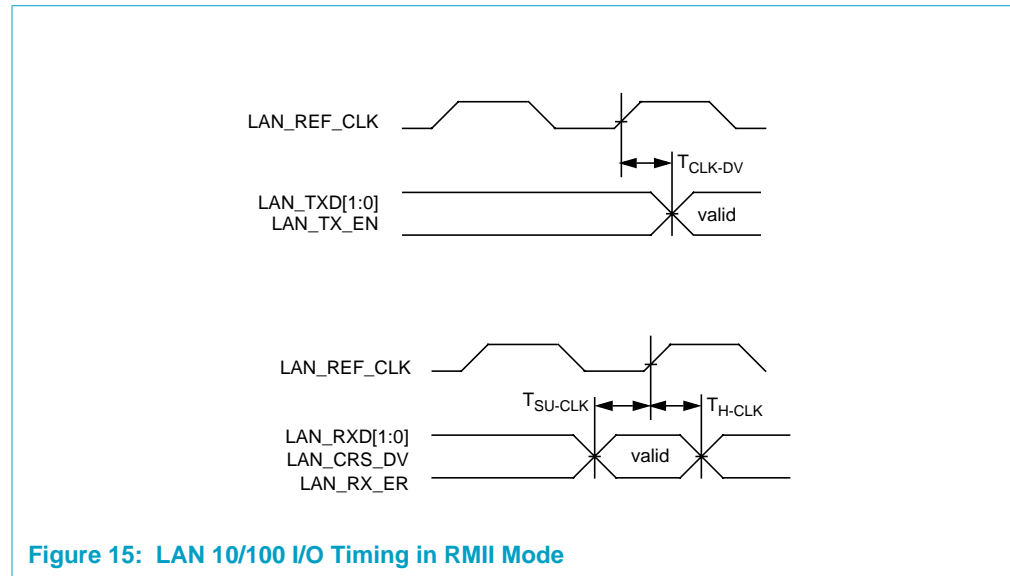 LAN_REF_CLK
TCLK-DV
LAN_TXD[1:0]
LAN_TX_EN
valid
LAN_REF_CLK
TSU-CLK
TH-CLK
LAN_RXD[1:0]
LAN_CRS_DV
valid
LAN_RX_ER
Figure 15: LAN 10/100 I/O Timing in RMII Mode